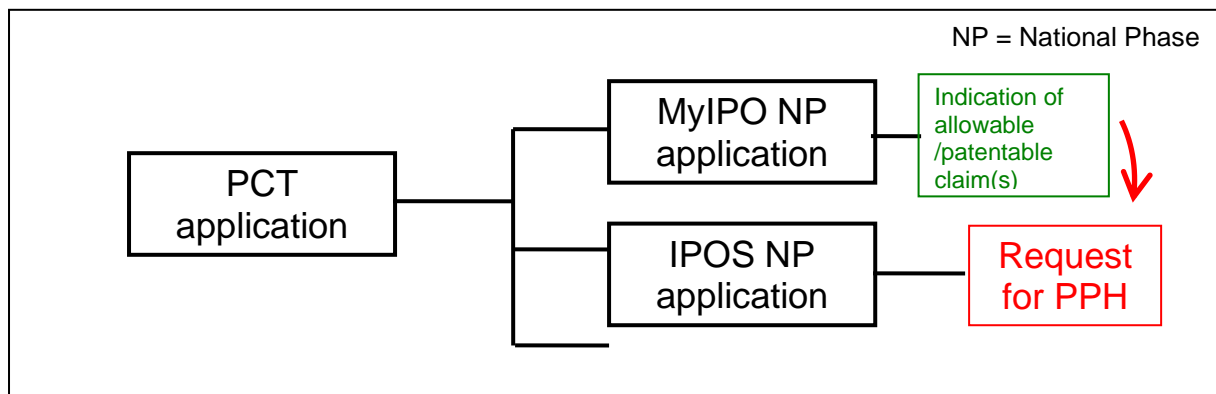 NP = National Phase
PCT
application
MyIPO NP
application
Indication of
allowable
/patentable
claim(s)
IPOS NP
application
Request
for PPH